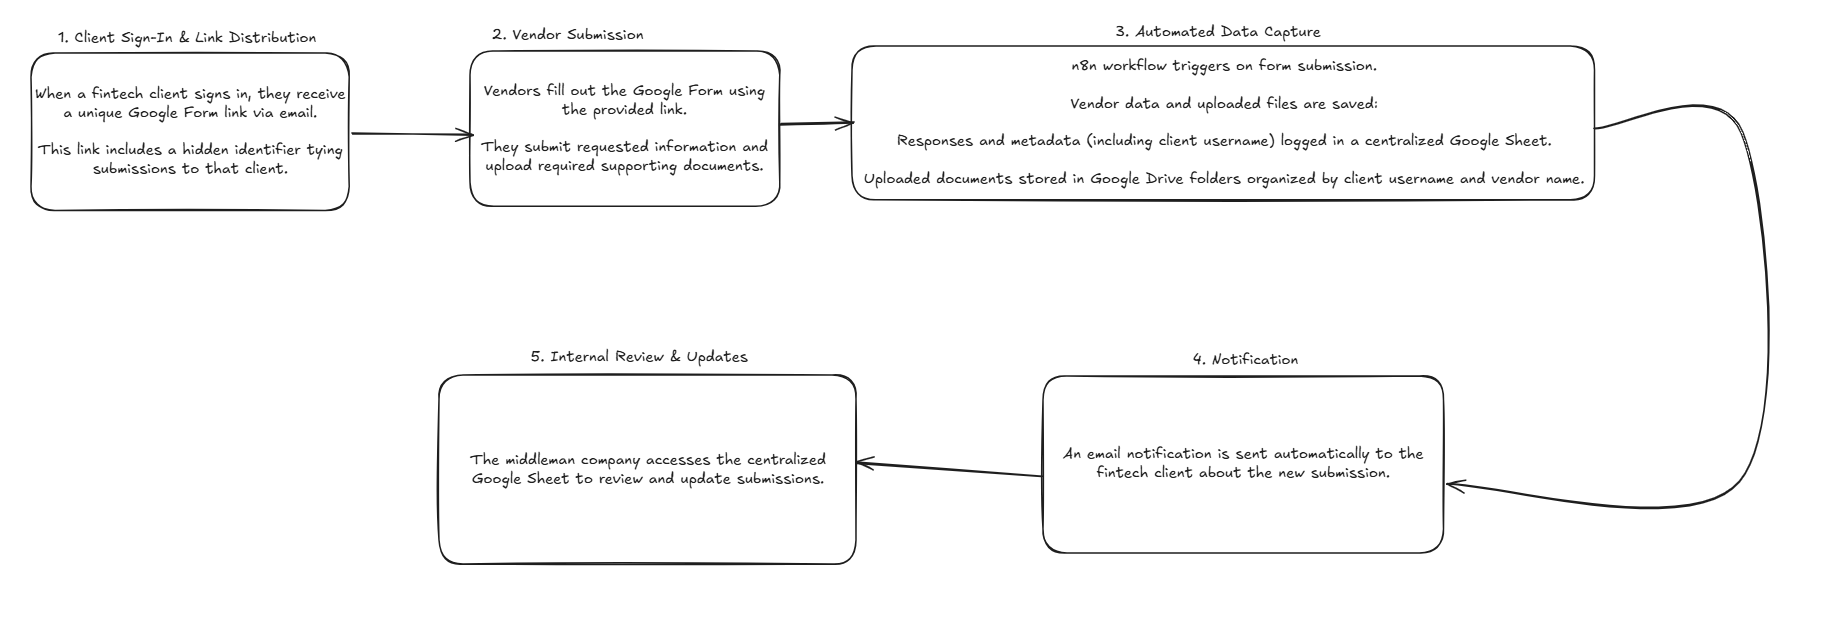 1. Client Sign-In & Link Distribution
When a fintech client signs in, they receive
a unique Google Form link via email.
This link includes a hidden identifier tying
submissions to that client.
2. Vendor Submission
Vendors fill out the Google Form using
the provided link.
They submit requested information and
upload required supporting documents.
3. Automated Data Capture
n8n workflow triggers on form submission.
Vendor data and uploaded files are saved:
Responses and metadata (including client username) logged in a centralized Google Sheet.
Uploaded documents stored in Google Drive folders organized by client username and vendor name.
4. Notification
An email notification is sent automatically to the
fintech client about the new submission.
5. Internal Review & Updates
The middleman company accesses the centralized
Google Sheet to review and update submissions.